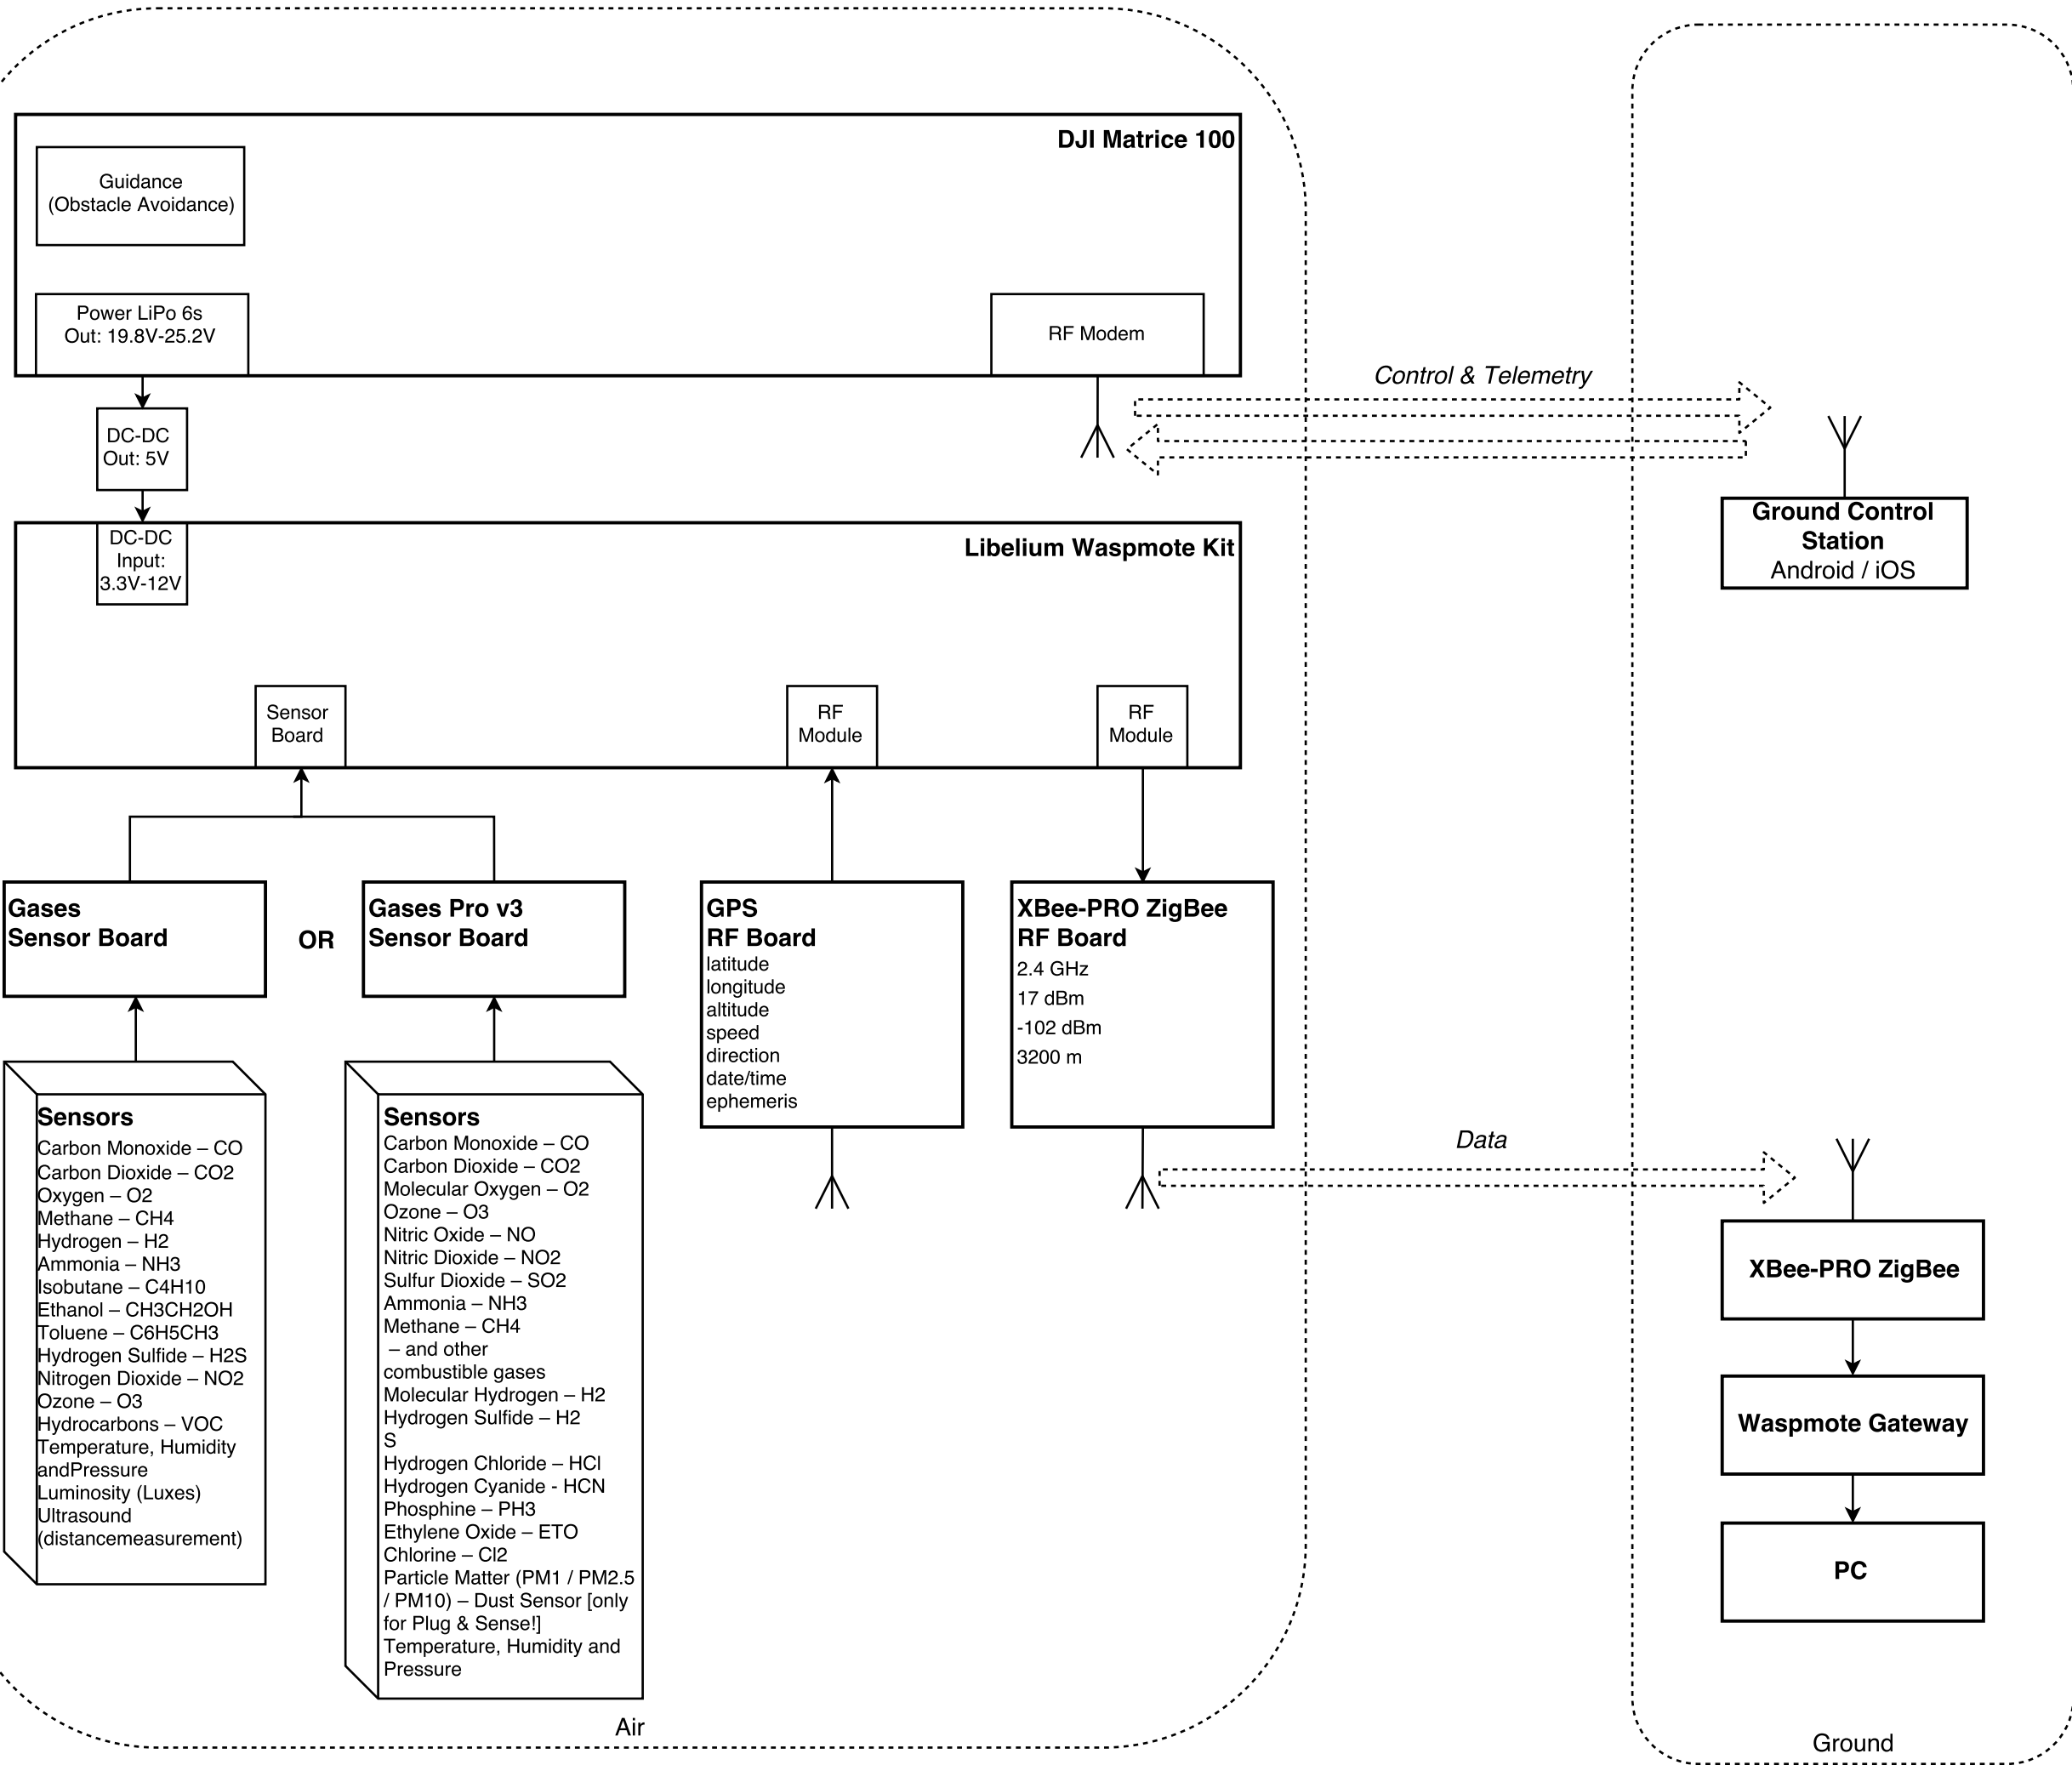 DJI Matrice 100
Guidance
(Obstacle Avoidance)
Power LiPo 6s
Out: 19.8V-25.2V
RF Modem
Control & Telemetry
DC-DC
Out: 5V
Ground Control
Station
Android / iOS
DC-DC
Input:
3.3V-12V
Libelium Waspmote Kit
Sensor
Board
RF
Module
RF
Module
Gases
Sensor Board
OR
Gases Pro v3
Sensor Board
GPS
RF Board
latitude
longitude
altitude
speed
direction
date/time
ephemeris
XBee-PRO ZigBee
RF Board
2.4 GHz
17 dBm
-102 dBm
3200 m
Sensors
Carbon Monoxide – CO
Carbon Dioxide – CO2
Oxygen – O2
Methane – CH4
Hydrogen – H2
Ammonia – NH3
Isobutane – C4H10
Ethanol – CH3CH2OH
Toluene – C6H5CH3
Hydrogen Sulfide – H2S
Nitrogen Dioxide – NO2
Ozone – O3
Hydrocarbons – VOC
Temperature, Humidity
andPressure
Luminosity (Luxes)
Ultrasound
(distancemeasurement)
Sensors
Carbon Monoxide – CO
Carbon Dioxide – CO2
Molecular Oxygen – O2
Ozone – O3
Nitric Oxide – NO
Nitric Dioxide – NO2
Sulfur Dioxide – SO2
Ammonia – NH3
Methane – CH4
– and other
combustible gases
Molecular Hydrogen – H2
Hydrogen Sulfide – H2
S
Hydrogen Chloride – HCl
Hydrogen Cyanide - HCN
Phosphine – PH3
Ethylene Oxide – ETO
Chlorine – Cl2
Particle Matter (PM1 / PM2.5
/ PM10) – Dust Sensor [only
for Plug & Sense!]
Temperature, Humidity and
Pressure
Data
XBee-PRO ZigBee
Waspmote Gateway
PC
Air
Ground